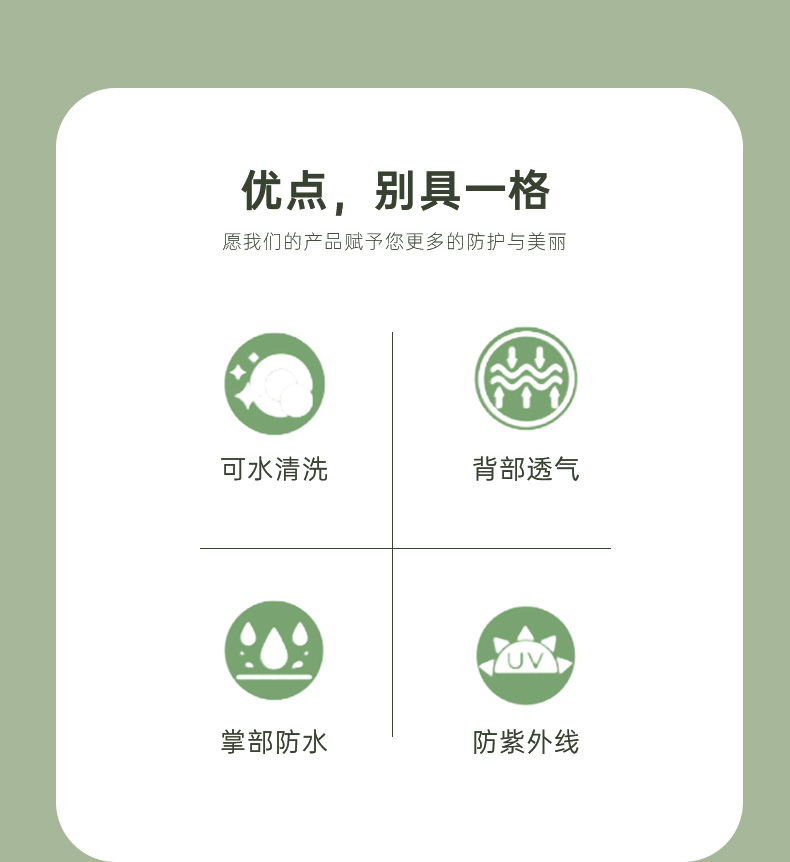 优点，别具一格
愿我们的产品赋予您更多的防护与美丽
可水清洗
背部透气
掌部防水
UV
防紫外线